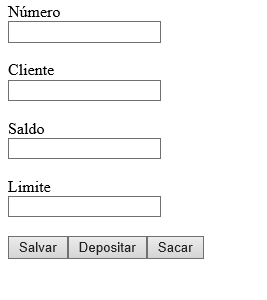 Número
Cliente
Saldo
Limite
Salvar Depositar Sacar